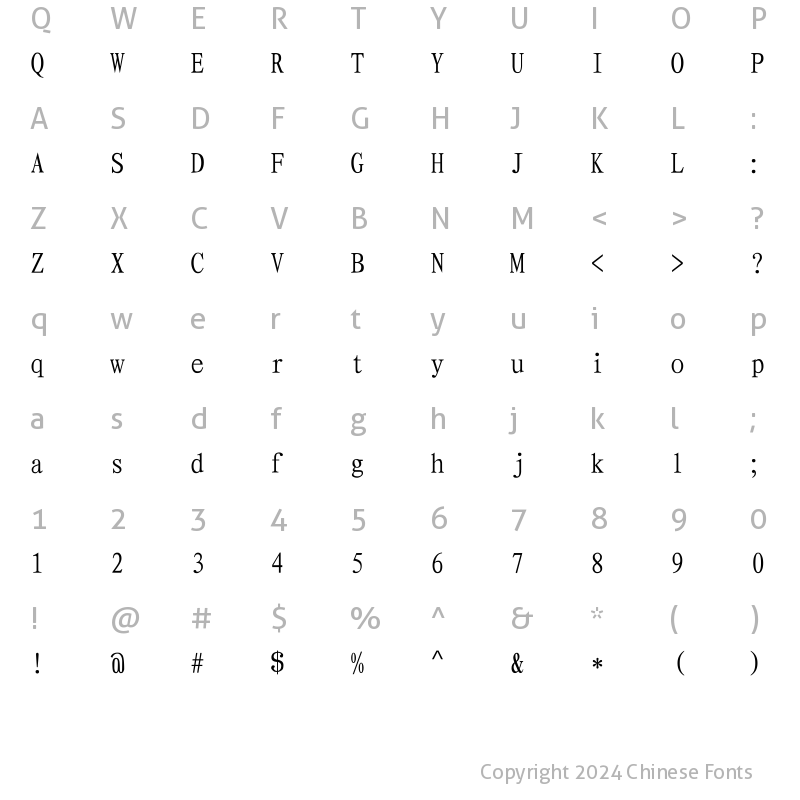 Q W E R T Y U I O P
Q W E R T Y U I O P
A S D F G H J K L :
A S D F G H J K L :
Z X C V B N M < > ?
Z X C V B N M < > ?
q w e r t y u i o p
q w e r t y u i o p
a s d f g h j k l ;
a s d f g h j k l ;
1 2 3 4 5 6 7 8 9 0
1 2 3 4 5 6 7 8 9 0
! @ # $ % ^ & * ( )
! @ # $ % ^ & * ( )
Copyright 2024 Chinese Fonts